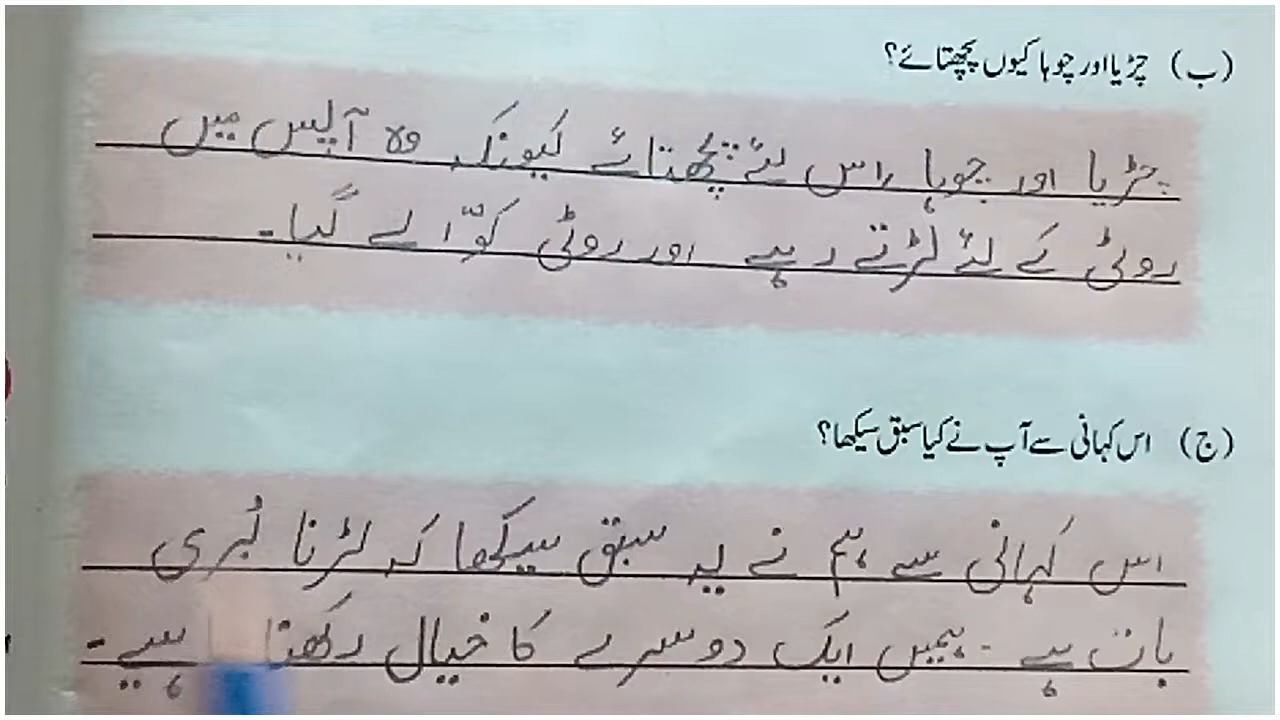 (ب) چڑیا اور چوہا کیوں پچھتائے؟
چڑیا اور چوہا اس لئے پچھتائے کیونکہ وہ آپس میں
روٹی کے لئے لڑتے رہے اور روٹی کوّا لے گیا۔
(ج) اس کہانی سے آپ نے کیا سبق سیکھا؟
اس کہانی سے ہم نے یہ سبق سیکھا کہ لڑنا بُری
بات ہے۔ ہمیں ایک دوسرے کا خیال رکھنا ہے۔